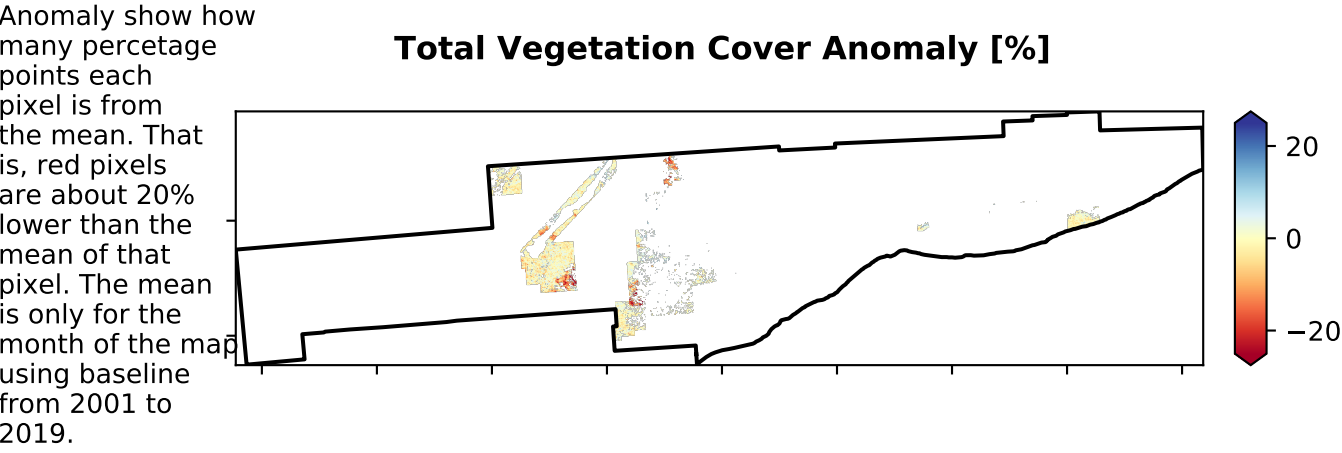 Anomaly show how
many percetage
points each
pixel is from
the mean. That
is, red pixels
are about 20%
lower than the
mean of that
pixel. The mean
is only for the
month of the map
using baseline
from 2001 to
2019.
Total Vegetation Cover Anomaly [%]
20
0
−20